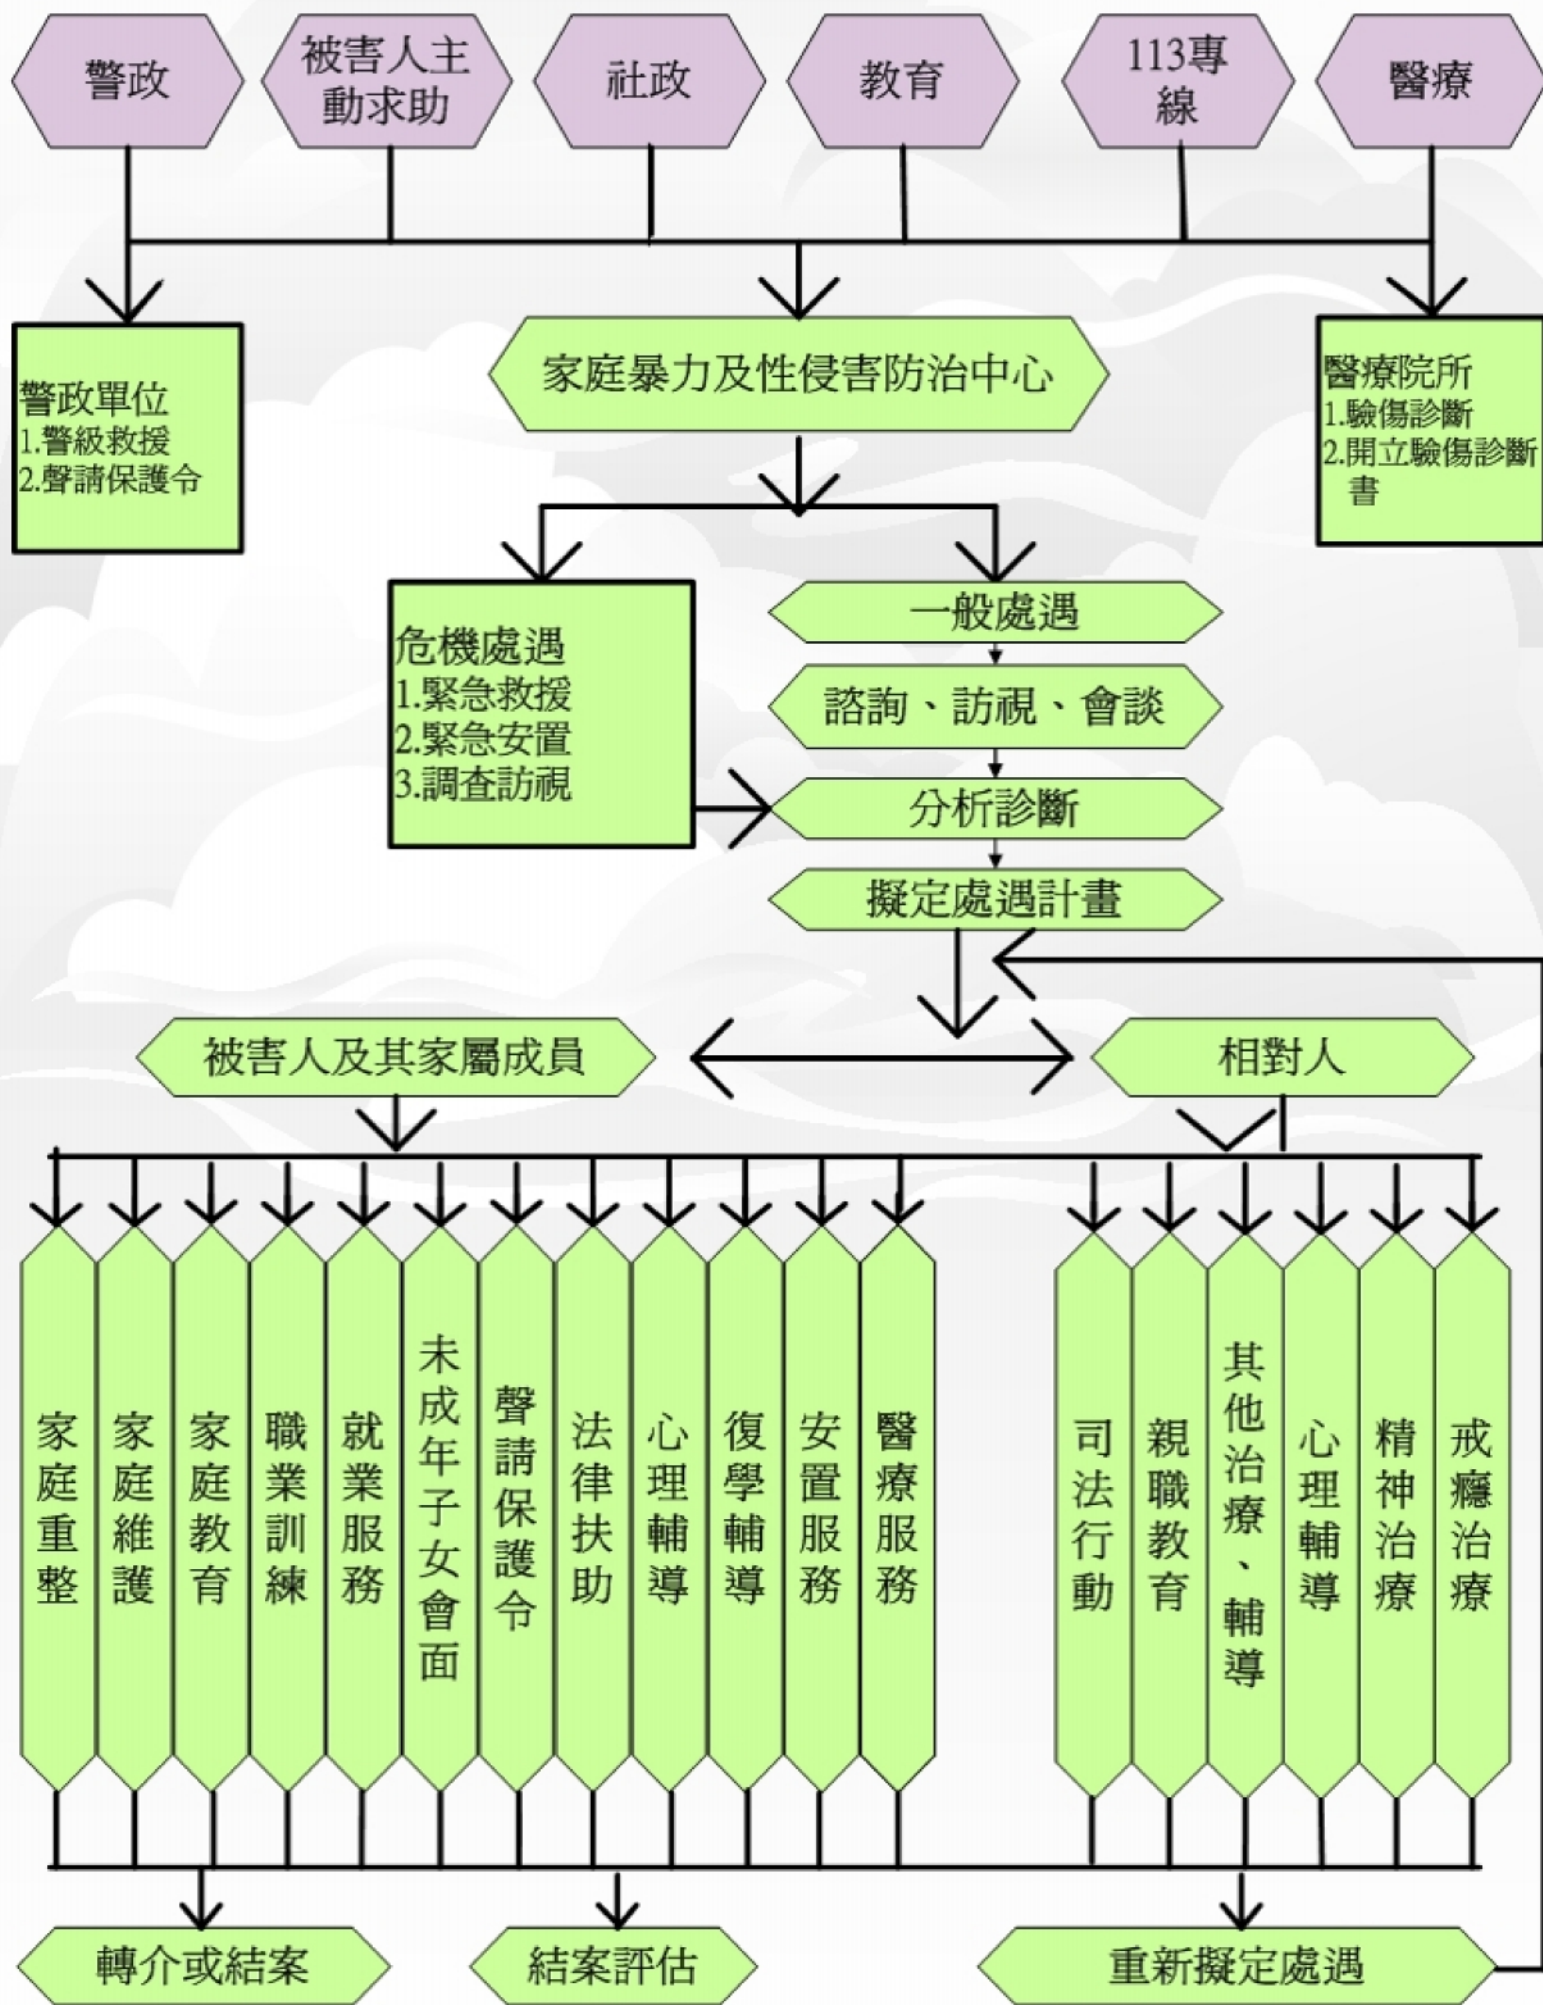 警政
被害人主
動求助
社政
教育
113專
線
醫療
警政單位
1.警級救援
2.聲請保護令
家庭暴力及性侵害防治中心
醫療院所
1.驗傷診斷
2.開立驗傷診斷
書
危機處遇
1.緊急救援
2.緊急安置
3.調查訪視
一般處遇
諮詢、訪視、會談
分析診斷
擬定處遇計畫
被害人及其家屬成員
相對人
家庭重整
家庭維護
家庭教育
職業訓練
就業服務
未成年子女會面
聲請保護令
法律扶助
心理輔導
復學輔導
安置服務
醫療服務
司法行動
親職教育
其他治療、輔導
心理輔導
精神治療
戒癮治療
轉介或結案
結案評估
重新擬定處遇